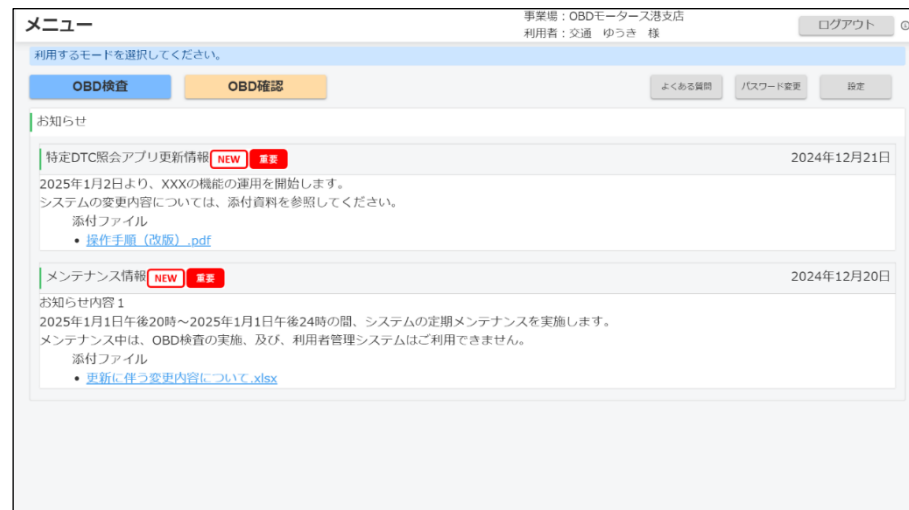 メニュー
事業場：OBDモータース港支店
利用者：交通　ゆうき　様
ログアウト
利用するモードを選択してください。
OBD検査
OBD確認
よくある質問
パスワード変更
設定
お知らせ
特定DTC照会アプリ更新情報 NEW 重要 2024年12月21日
2025年1月2日より、XXXの機能の運用を開始します。
システムの変更内容については、添付資料を参照してください。
添付ファイル
• 操作手順（改版）.pdf
メンテナンス情報 NEW 重要 2024年12月20日
お知らせ内容１
2025年1月1日午後20時～2025年1月1日午後24時の間、システムの定期メンテナンスを実施します。
メンテナンス中は、OBD検査の実施、及び、利用者管理システムはご利用できません。
添付ファイル
• 更新に伴う変更内容について.xlsx